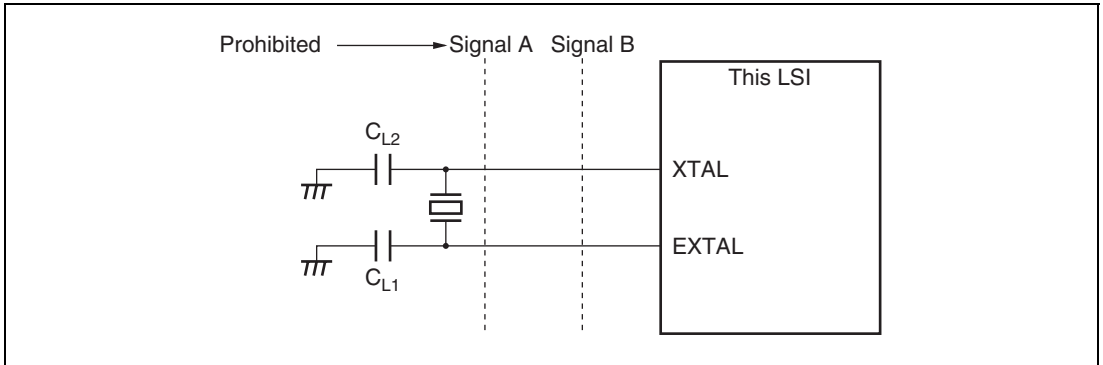 Prohibited Signal A Signal B
This LSI
C_L2
XTAL
EXTAL
C_L1